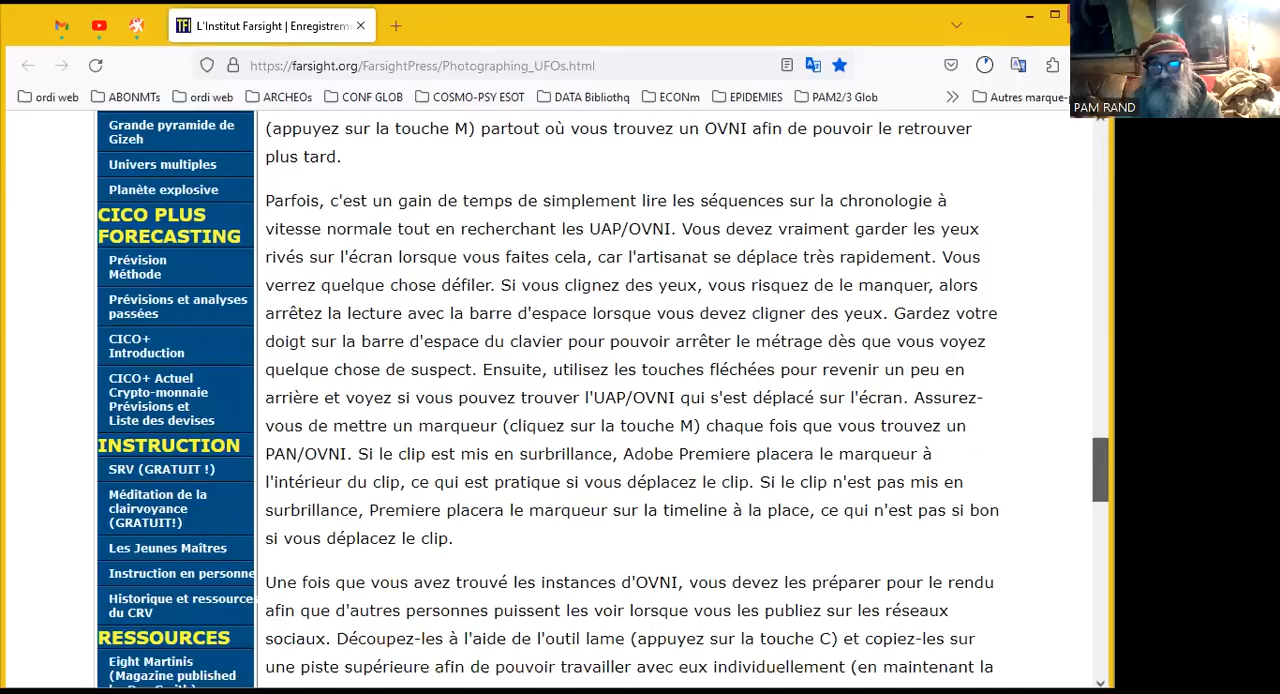 L'Institut Farsight | Enregistreme
https://farsight.org/FarsightPress/Photographing_UFOs.html
ordi web
ABONMTs
ordi web
ARCHEOs
CONF GLOB
COSMO-PSY ESOT
DATA Bibliothq
ECONm
EPIDEMIES
PAM2/3 Glob
Autres marque-
PAM RAND
Grande pyramide de
Gizeh
Univers multiples
Planète explosive
CICO PLUS
FORECASTING
Prévision
Méthode
Prévisions et analyses
passées
CICO+
Introduction
CICO+ Actuel
Crypto-monnaie
Prévisions et
Liste des devises
INSTRUCTION
SRV (GRATUIT !)
Méditation de la
clairvoyance
(GRATUIT!)
Les Jeunes Maîtres
Instruction en personne
Historique et ressources
du CRV
RESSOURCES
Eight Martinis
(Magazine published
(appuyez sur la touche M) partout où vous trouvez un OVNI afin de pouvoir le retrouver
plus tard.
Parfois, c'est un gain de temps de simplement lire les séquences sur la chronologie à
vitesse normale tout en recherchant les UAP/OVNI. Vous devez vraiment garder les yeux
rivés sur l'écran lorsque vous faites cela, car l'artisanat se déplace très rapidement. Vous
verrez quelque chose défiler. Si vous clignez des yeux, vous risquez de le manquer, alors
arrêtez la lecture avec la barre d'espace lorsque vous devez cligner des yeux. Gardez votre
doigt sur la barre d'espace du clavier pour pouvoir arrêter le métrage dès que vous voyez
quelque chose de suspect. Ensuite, utilisez les touches fléchées pour revenir un peu en
arrière et voyez si vous pouvez trouver l'UAP/OVNI qui s'est déplacé sur l'écran. Assurez-
vous de mettre un marqueur (cliquez sur la touche M) chaque fois que vous trouvez un
PAN/OVNI. Si le clip est mis en surbrillance, Adobe Premiere placera le marqueur à
l'intérieur du clip, ce qui est pratique si vous déplacez le clip. Si le clip n'est pas mis en
surbrillance, Premiere placera le marqueur sur la timeline à la place, ce qui n'est pas si bon
si vous déplacez le clip.
Une fois que vous avez trouvé les instances d'OVNI, vous devez les préparer pour le rendu
afin que d'autres personnes puissent les voir lorsque vous les publiez sur les réseaux
sociaux. Découpez-les à l'aide de l'outil lame (appuyez sur la touche C) et copiez-les sur
une piste supérieure afin de pouvoir travailler avec eux individuellement (en maintenant la